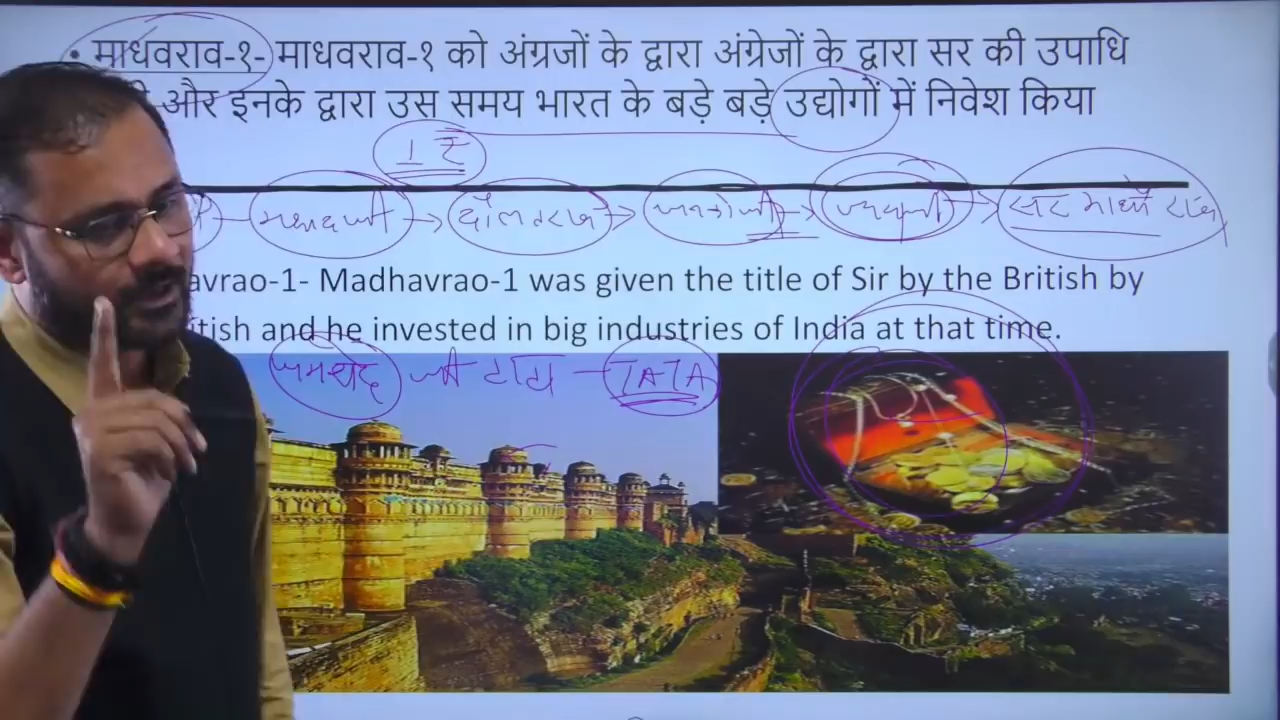 • माधवराव-१- माधवराव-१ को अंग्रजों के द्वारा अंग्रेजों के द्वारा सर की उपाधि
और इनके द्वारा उस समय भारत के बड़े बड़े उद्योगों में निवेश किया
1 ₹
avrao-1- Madhavrao-1 was given the title of Sir by the British by
itish and he invested in big industries of India at that time.
जमशेद जी टाटा – TATA